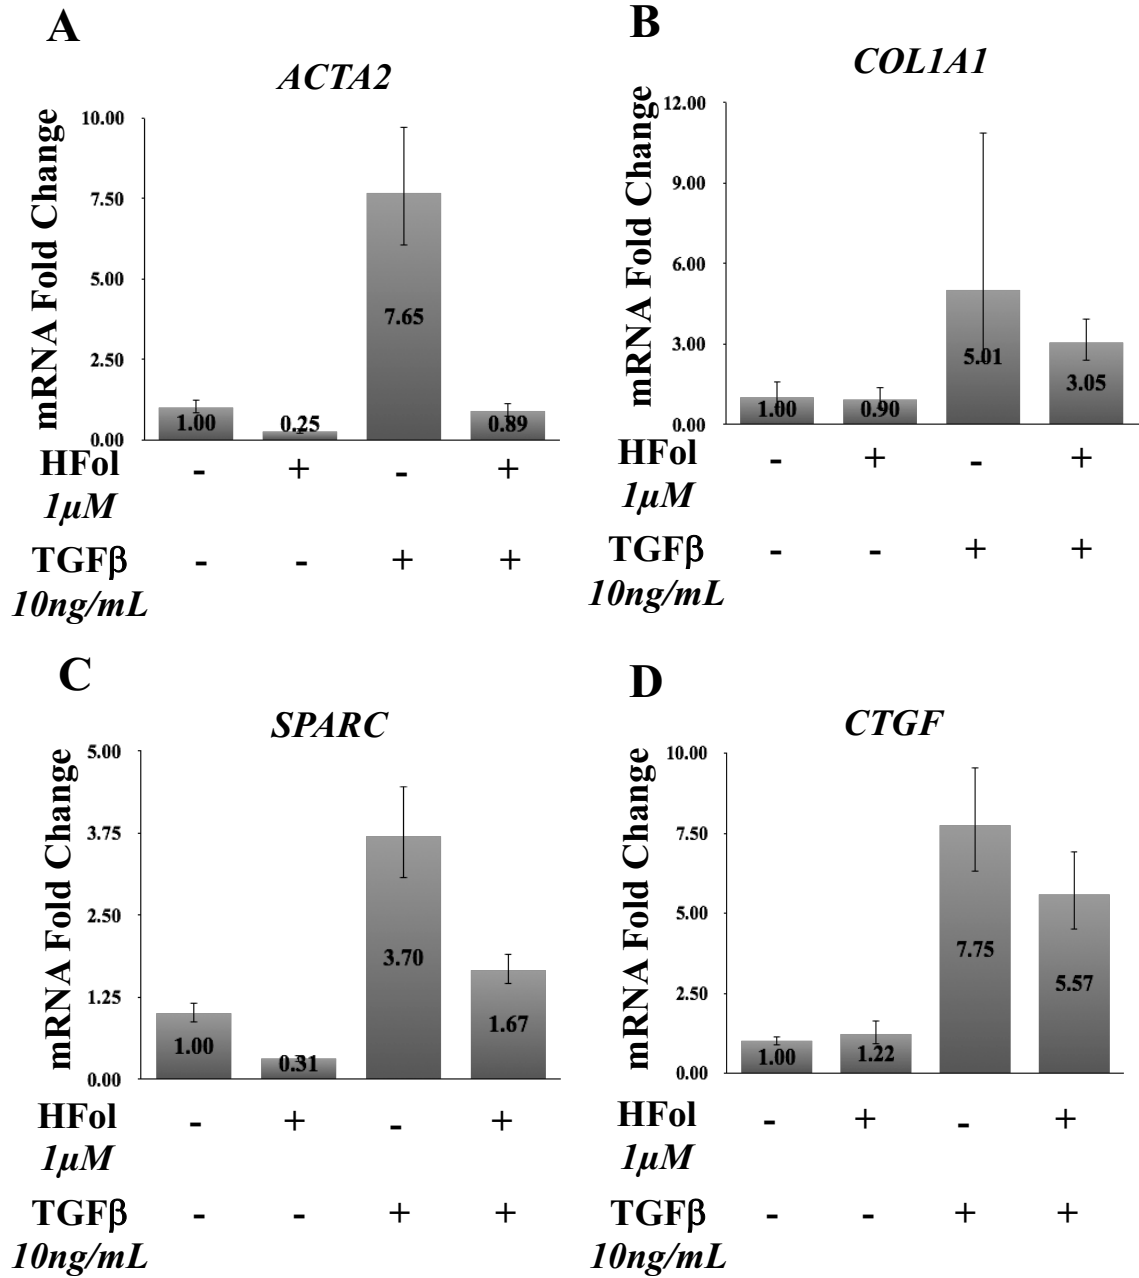 A
ACTA2
mRNA Fold Change
10.00
7.50
5.00
2.50
0.00
1.00
0.25
7.65
0.89
HFol - + - +
1μM
TGFβ - - + +
10ng/mL
B
COL1A1
mRNA Fold Change
12.00
9.00
6.00
3.00
0.00
1.00
0.90
5.01
3.05
HFol - + - +
1μM
TGFβ - - + +
10ng/mL
C
SPARC
mRNA Fold Change
5.00
3.75
2.50
1.25
0.00
1.00
0.31
3.70
1.67
HFol - + - +
1μM
TGFβ - - + +
10ng/mL
D
CTGF
mRNA Fold Change
10.00
7.50
5.00
2.50
0.00
1.00
1.22
7.75
5.57
HFol - + - +
1μM
TGFβ - - + +
10ng/mL